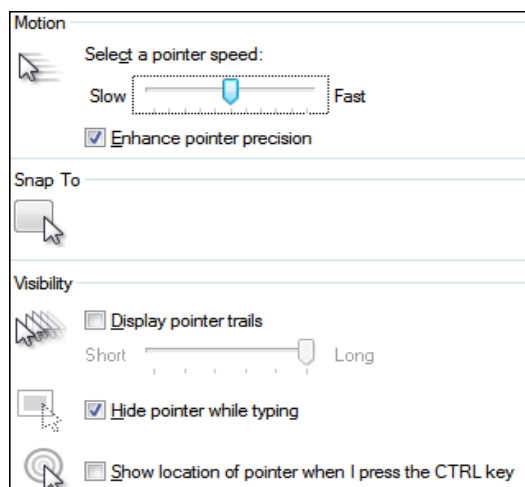 Motion
Select a pointer speed:
Slow Fast
Enhance pointer precision
Snap To
Visibility
Display pointer trails
Short Long
Hide pointer while typing
Show location of pointer when I press the CTRL key